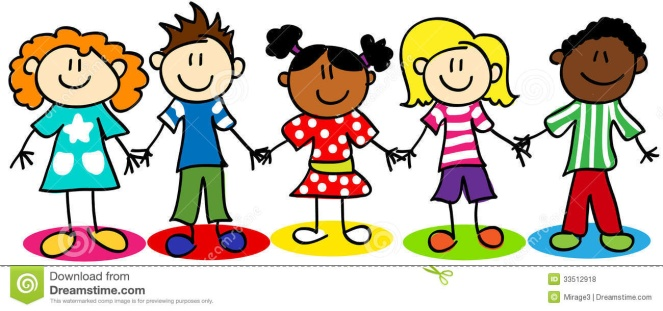 Download from
Dreamstime.com
This watermarked comp image is for previewing purposes only.
33512918
Mirage3 | Dreamstime.com